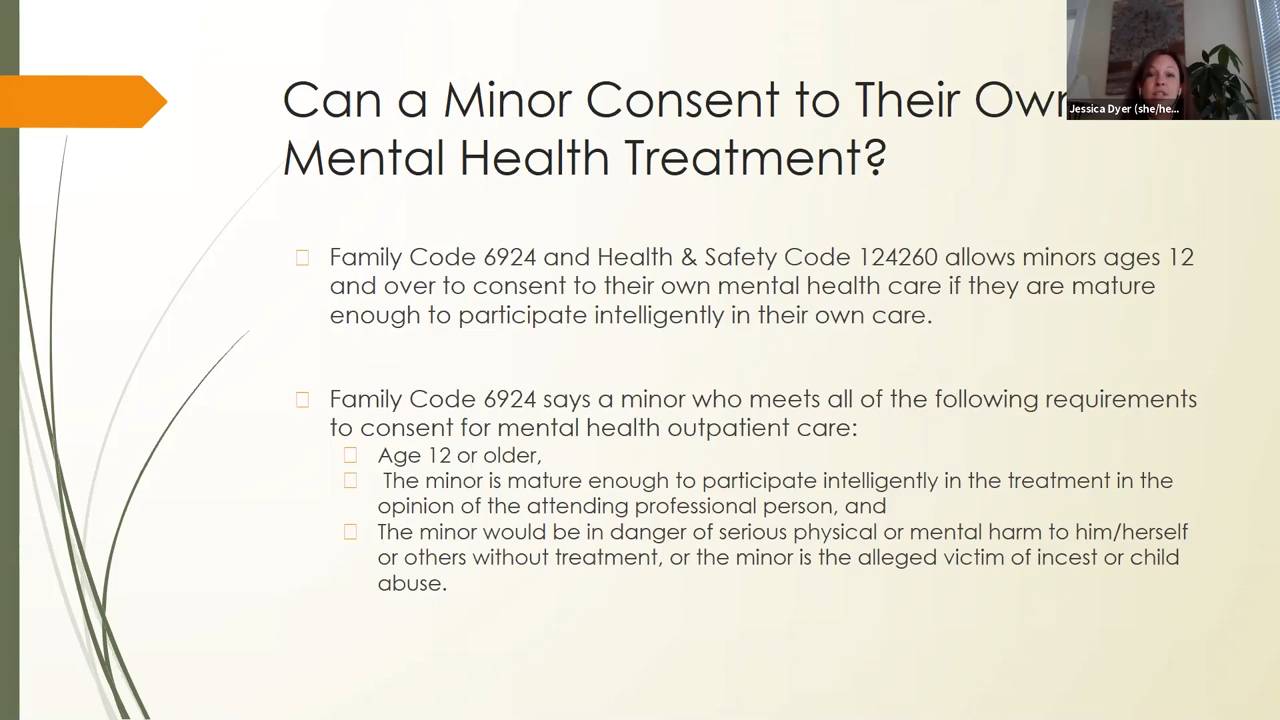 Can a Minor Consent to Their Own
Mental Health Treatment?
Jessica Dyer (she/he...
Family Code 6924 and Health & Safety Code 124260 allows minors ages 12
and over to consent to their own mental health care if they are mature
enough to participate intelligently in their own care.
Family Code 6924 says a minor who meets all of the following requirements
to consent for mental health outpatient care:
Age 12 or older,
The minor is mature enough to participate intelligently in the treatment in the
opinion of the attending professional person, and
The minor would be in danger of serious physical or mental harm to him/herself
or others without treatment, or the minor is the alleged victim of incest or child
abuse.